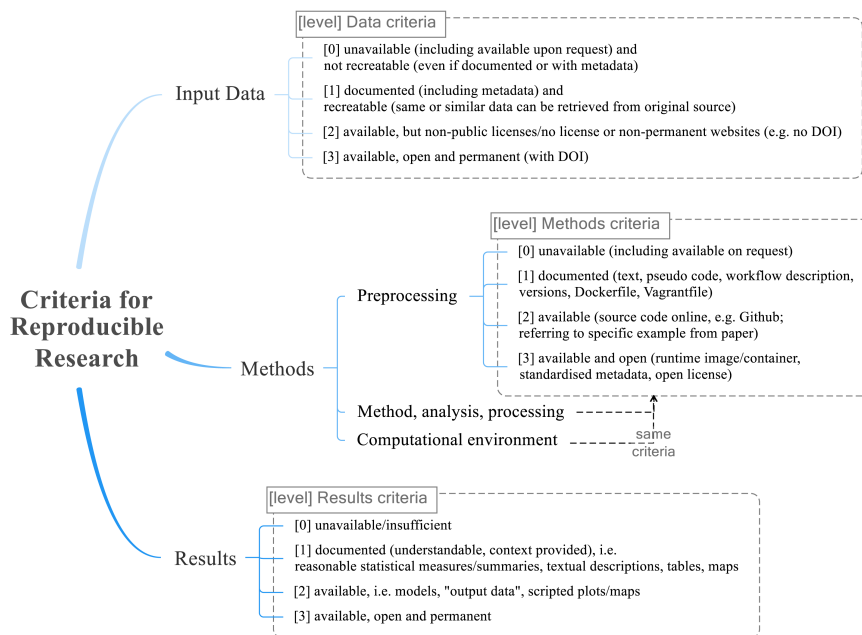 [level] Data criteria
[0] unavailable (including available upon request) and
not recreatable (even if documented or with metadata)
Input Data
[1] documented (including metadata) and
recreatable (same or similar data can be retrieved from original source)
[2] available, but non-public licenses/no license or non-permanent websites (e.g. no DOI)
[3] available, open and permanent (with DOI)
Criteria for
Reproducible
Research
Methods
[level] Methods criteria
Preprocessing
[0] unavailable (including available on request)
[1] documented (text, pseudo code, workflow description,
versions, Dockerfile, Vagrantfile)
[2] available (source code online, e.g. Github;
referring to specific example from paper)
[3] available and open (runtime image/container,
standardised metadata, open license)
Method, analysis, processing
Computational environment
same
criteria
[level] Results criteria
Results
[0] unavailable/insufficient
[1] documented (understandable, context provided), i.e.
reasonable statistical measures/summaries, textual descriptions, tables, maps
[2] available, i.e. models, "output data", scripted plots/maps
[3] available, open and permanent